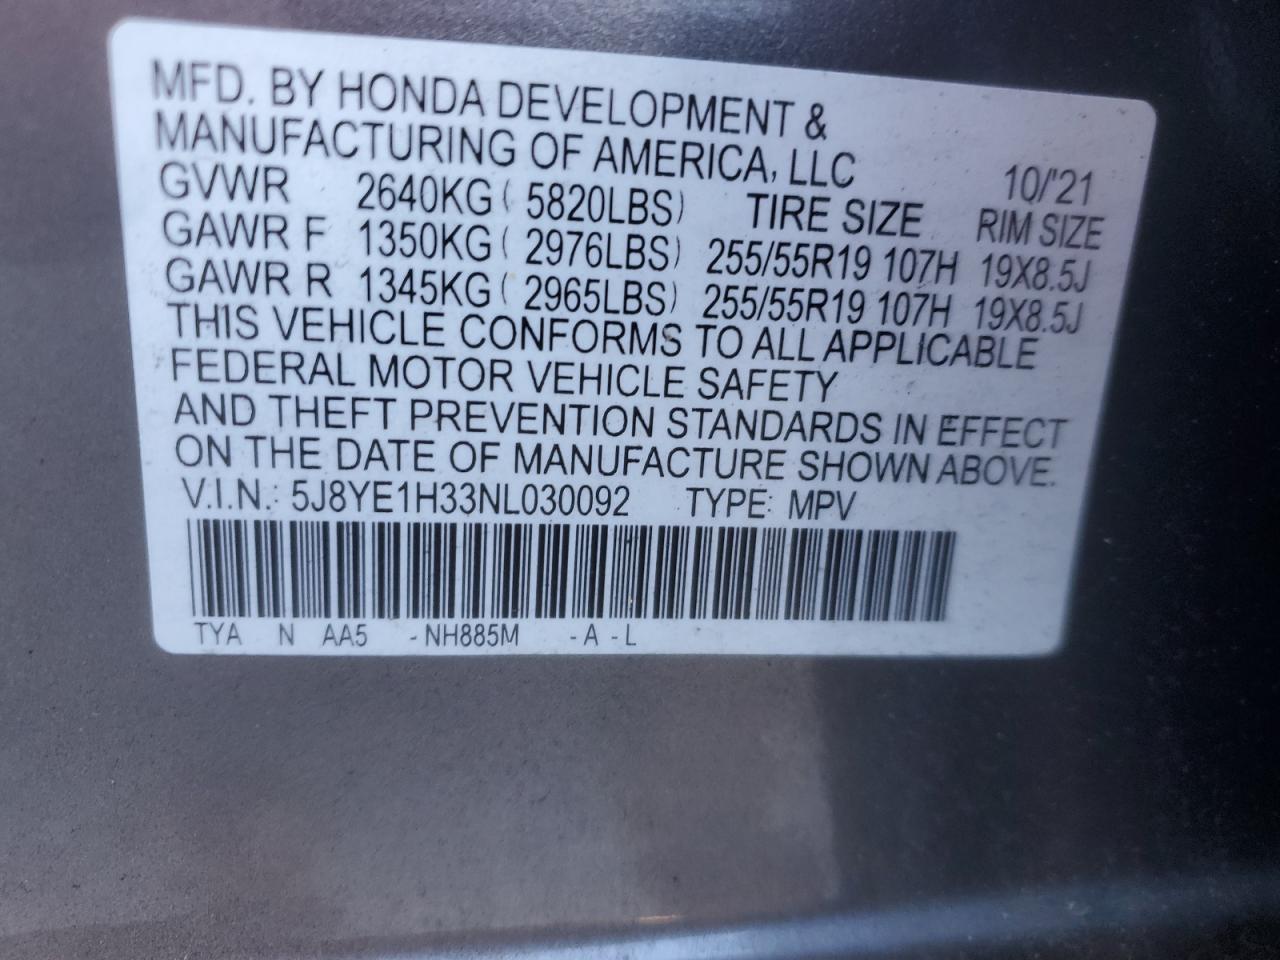 MFD. BY HONDA DEVELOPMENT &
MANUFACTURING OF AMERICA, LLC 10/'21
GVWR 2640KG ( 5820LBS) TIRE SIZE RIM SIZE
GAWR F 1350KG ( 2976LBS) 255/55R19 107H 19X8.5J
GAWR R 1345KG ( 2965LBS) 255/55R19 107H 19X8.5J
THIS VEHICLE CONFORMS TO ALL APPLICABLE
FEDERAL MOTOR VEHICLE SAFETY
AND THEFT PREVENTION STANDARDS IN EFFECT
ON THE DATE OF MANUFACTURE SHOWN ABOVE.
V.I.N.: 5J8YE1H33NL030092 TYPE: MPV
TYA N AA5 -NH885M -A -L